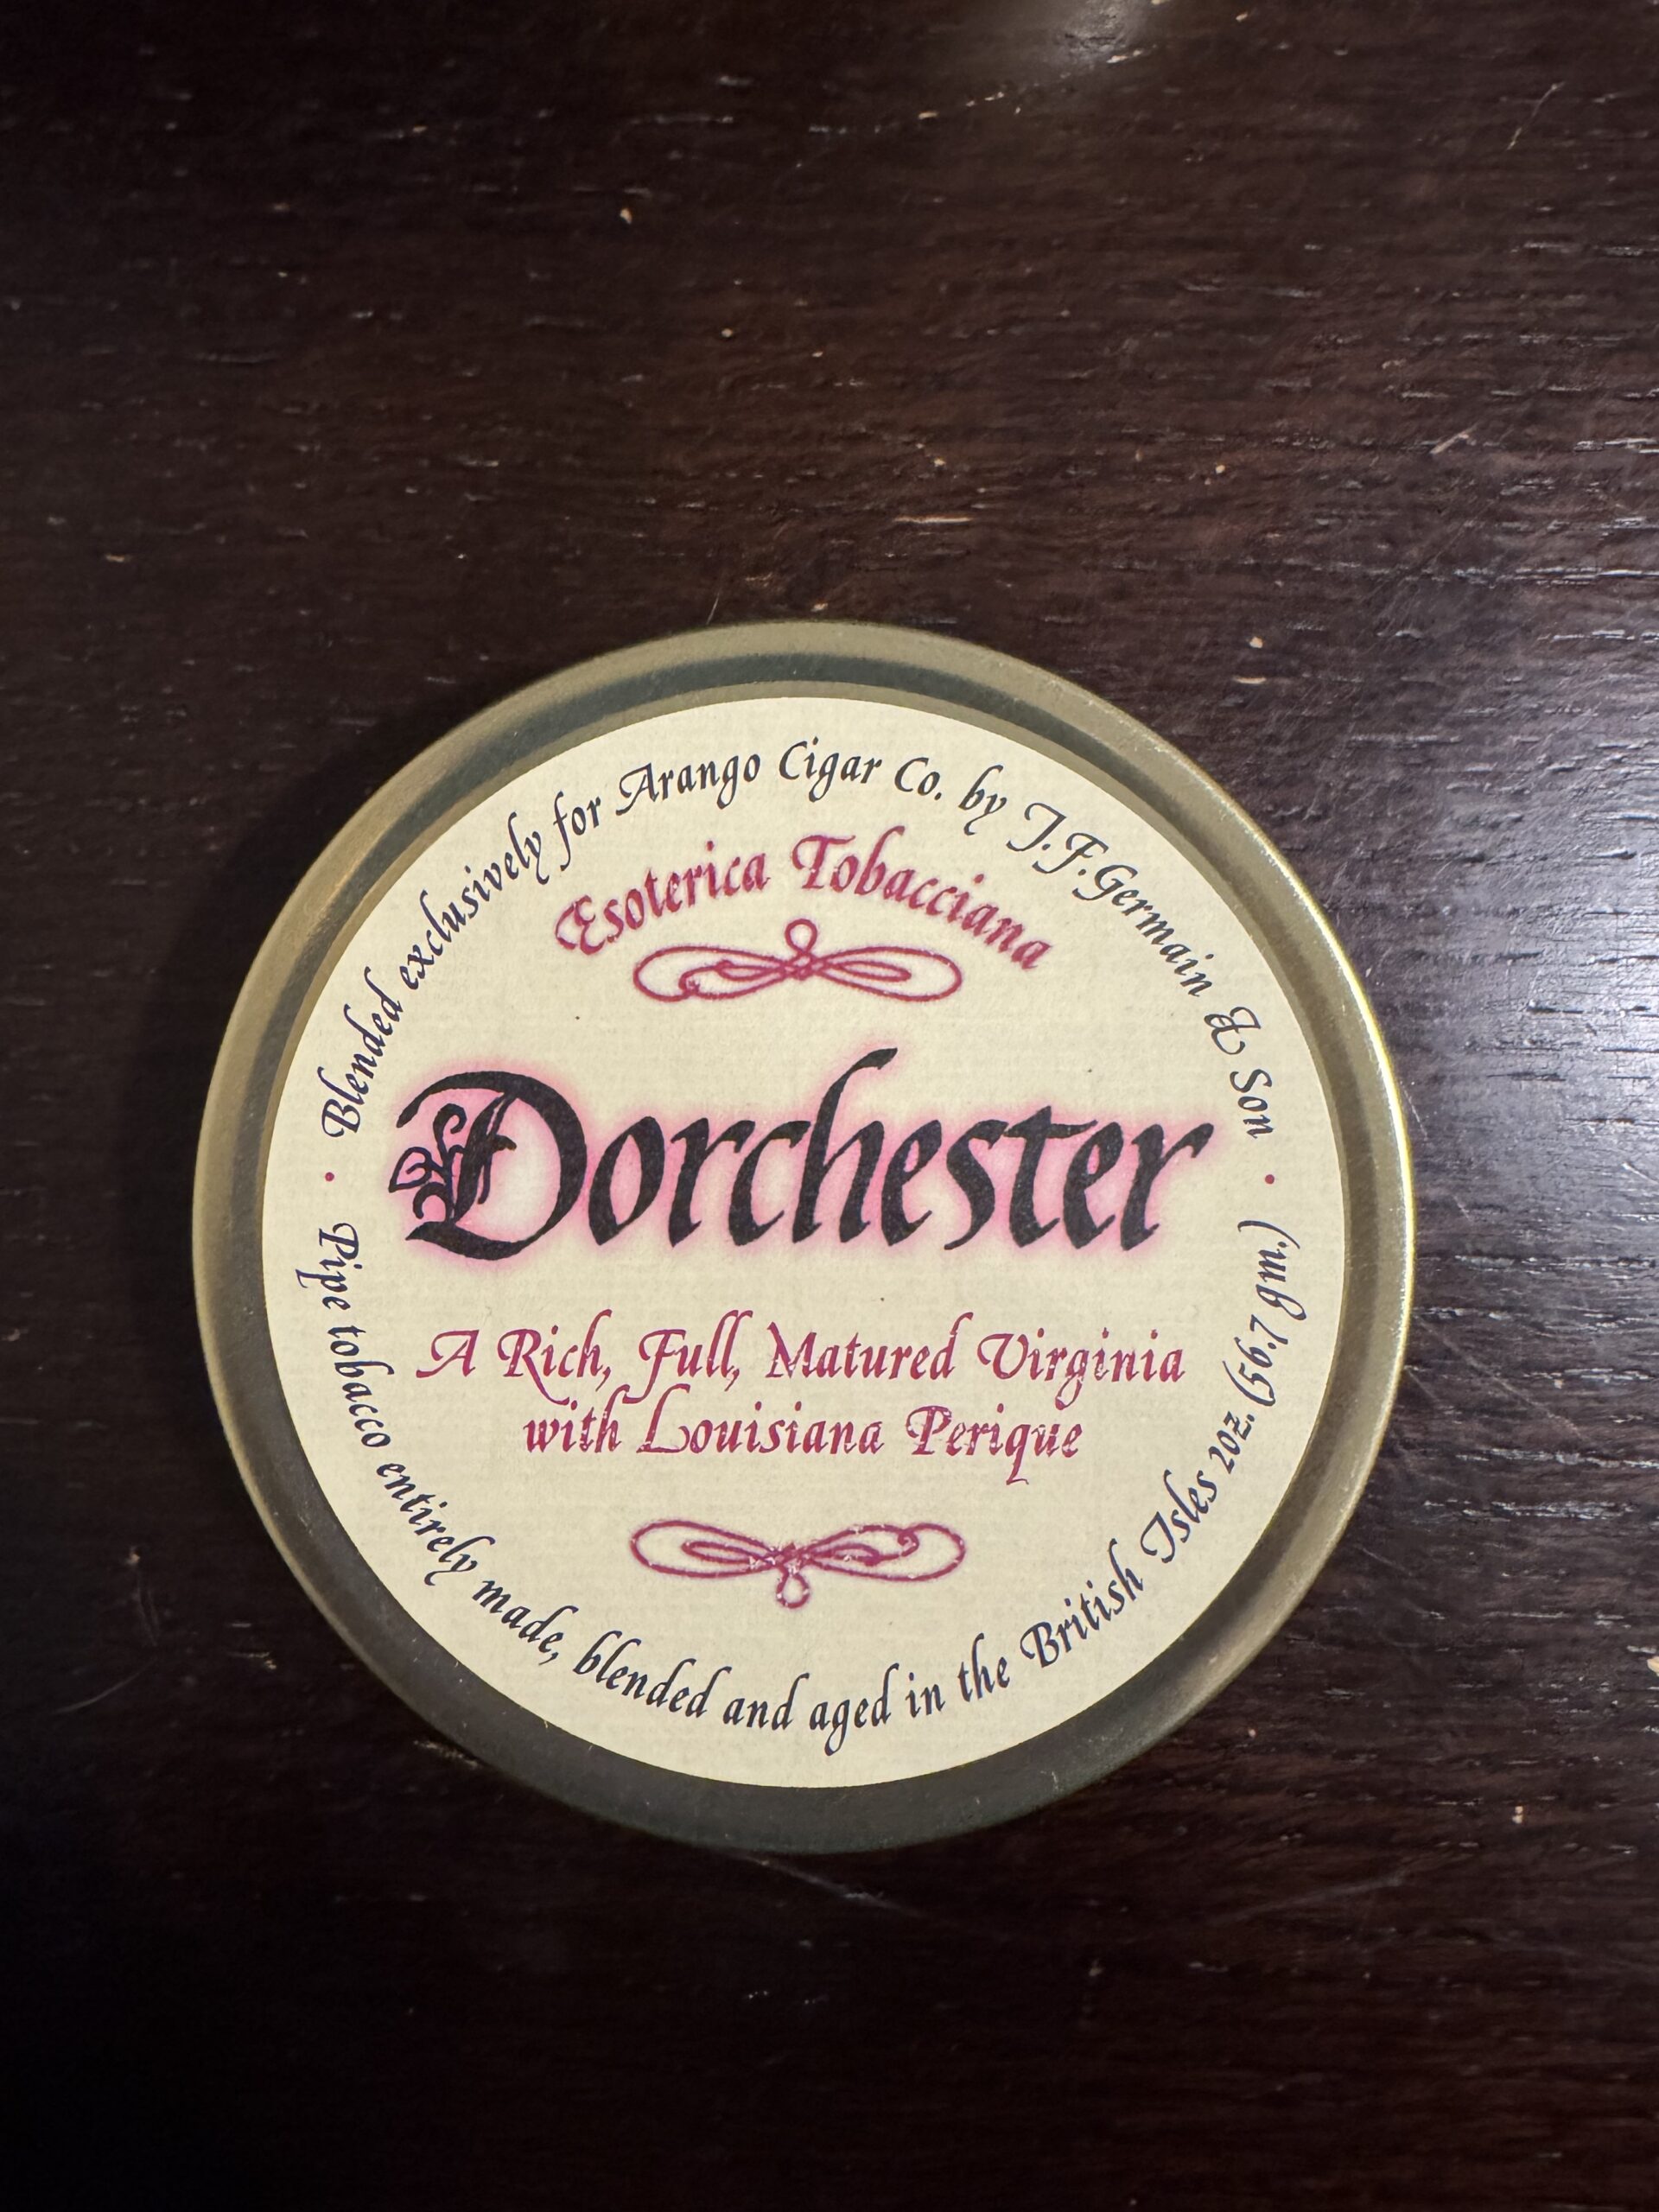 Blended exclusively for Arango Cigar Co. by J.F.Germain & Son
Esoterica Tobacciana
Dorchester
A Rich, Full, Matured Virginia
with Louisiana Perique
Pipe tobacco entirely made, blended and aged in the British Isles 2oz. (56.7 gm.)